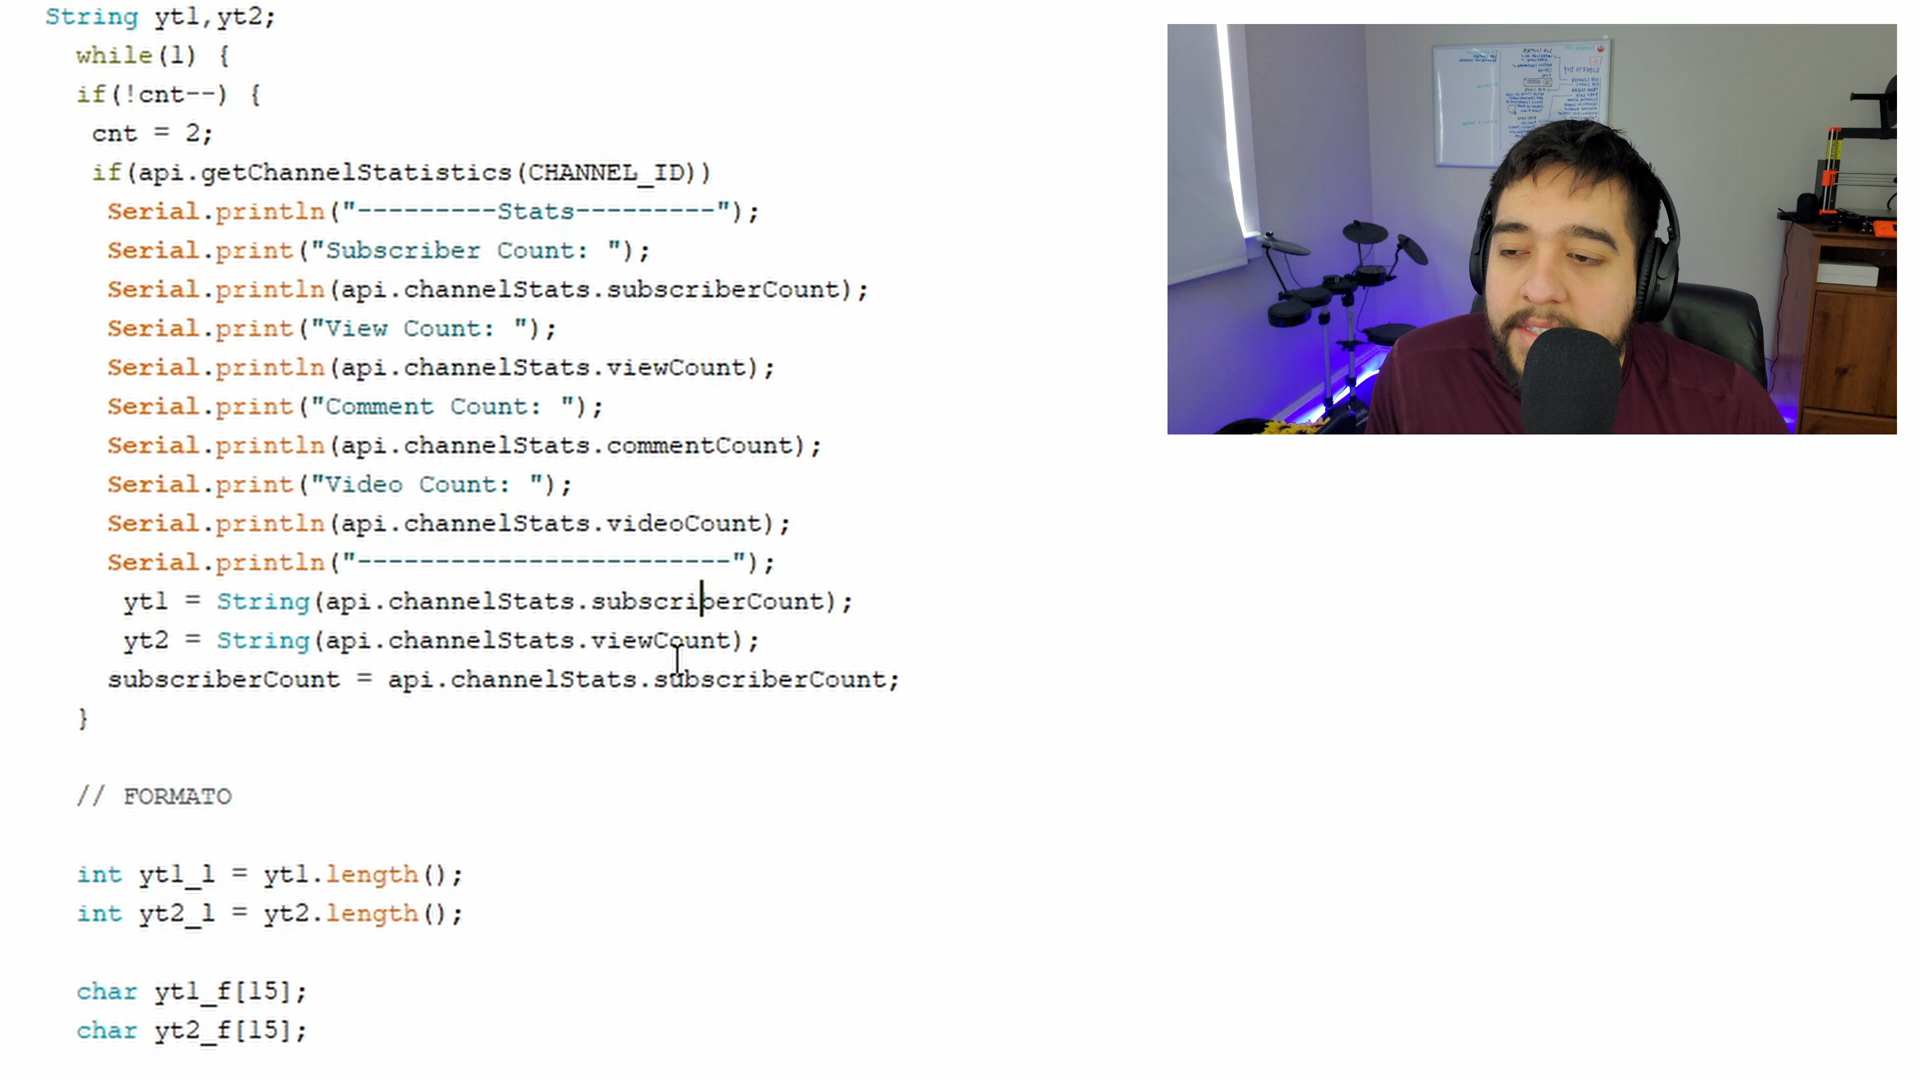 String yt1,yt2;
while(1) {
if(!cnt--) {
cnt = 2;
if(api.getChannelStatistics(CHANNEL_ID))
Serial.println("---------Stats---------");
Serial.print("Subscriber Count: ");
Serial.println(api.channelStats.subscriberCount);
Serial.print("View Count: ");
Serial.println(api.channelStats.viewCount);
Serial.print("Comment Count: ");
Serial.println(api.channelStats.commentCount);
Serial.print("Video Count: ");
Serial.println(api.channelStats.videoCount);
Serial.println("------------------------");
yt1 = String(api.channelStats.subscriberCount);
yt2 = String(api.channelStats.viewCount);
subscriberCount = api.channelStats.subscriberCount;
}
// FORMATO
int yt1_l = yt1.length();
int yt2_l = yt2.length();
char yt1_f[15];
char yt2_f[15];